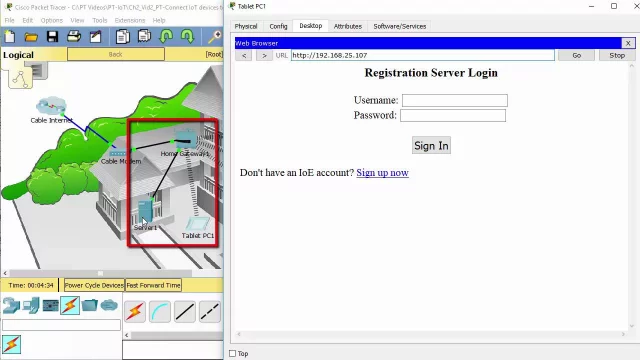 Cisco Packet Tracer - C:\PT Videos\PT-IoT\Ch2_Vid2_PT-Connect IoT devices t
File Edit Options View Tools Extensions Help
Logical
Back
[Root]
Cable Internet
Cable Modem
Home Gateway1
Server1
Tablet PC1
Time: 00:04:34
Power Cycle Devices
Fast Forward Time
Tablet PC1
Physical Config Desktop Attributes Software/Services
Web Browser
X
< > URL http://192.168.25.107 Go Stop
Registration Server Login
Username:
Password:
Sign In
Don't have an IoE account? Sign up now
Top